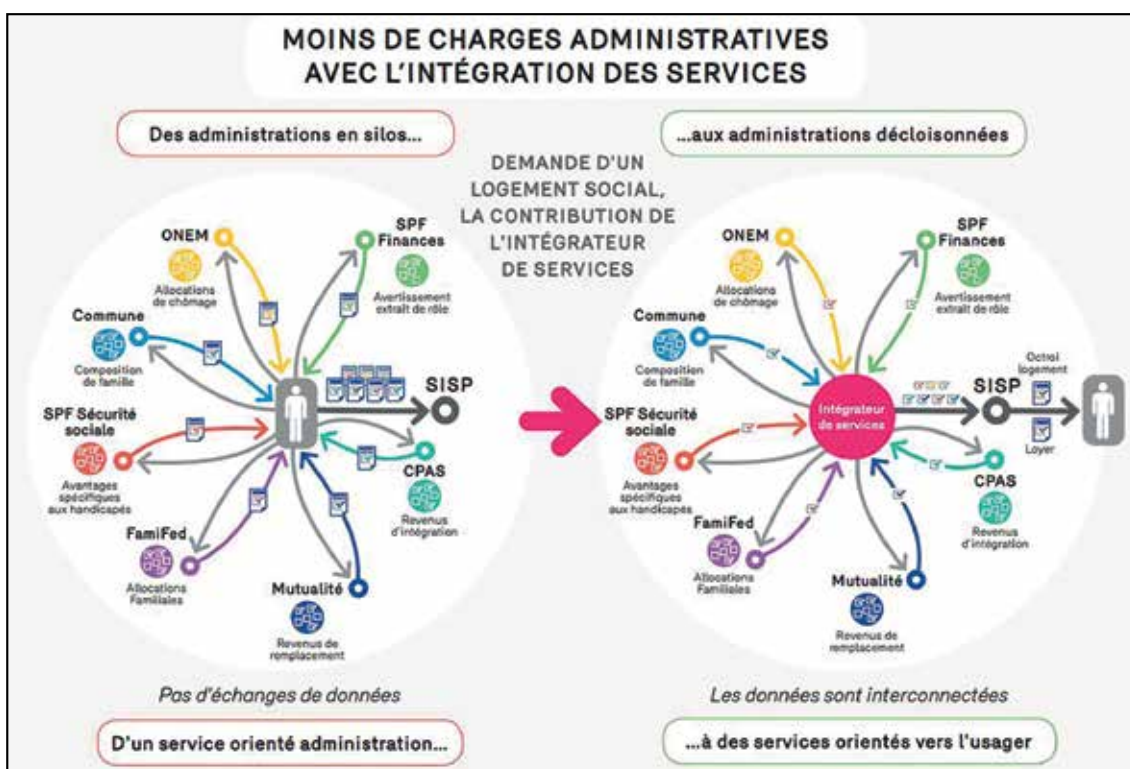 MOINS DE CHARGES ADMINISTRATIVES
AVEC L'INTÉGRATION DES SERVICES
Des administrations en silos...
...aux administrations décloisonnées
DEMANDE D'UN
LOGEMENT SOCIAL,
LA CONTRIBUTION DE
L'INTÉGRATEUR
DE SERVICES
ONEM
Allocations
de chômage
SPF
Finances
Avertissement
extrait de rôle
Commune
Composition
de famille
SISP
SPF Sécurité
sociale
Avantages
spécifiques
aux handicapés
CPAS
Revenus
d'intégration
FamiFed
Allocations
Familiales
Mutualité
Revenus de
remplacement
ONEM
Allocations
de chômage
SPF
Finances
Avertissement
extrait de rôle
Commune
Composition
de famille
Intégrateur
de services
SISP
Octroi
logement
Loyer
SPF Sécurité
sociale
Avantages
spécifiques
aux handicapés
CPAS
Revenus
d'intégration
FamiFed
Allocations
Familiales
Mutualité
Revenus de
remplacement
Pas d'échanges de données
Les données sont interconnectées
D'un service orienté administration...
...à des services orientés vers l'usager